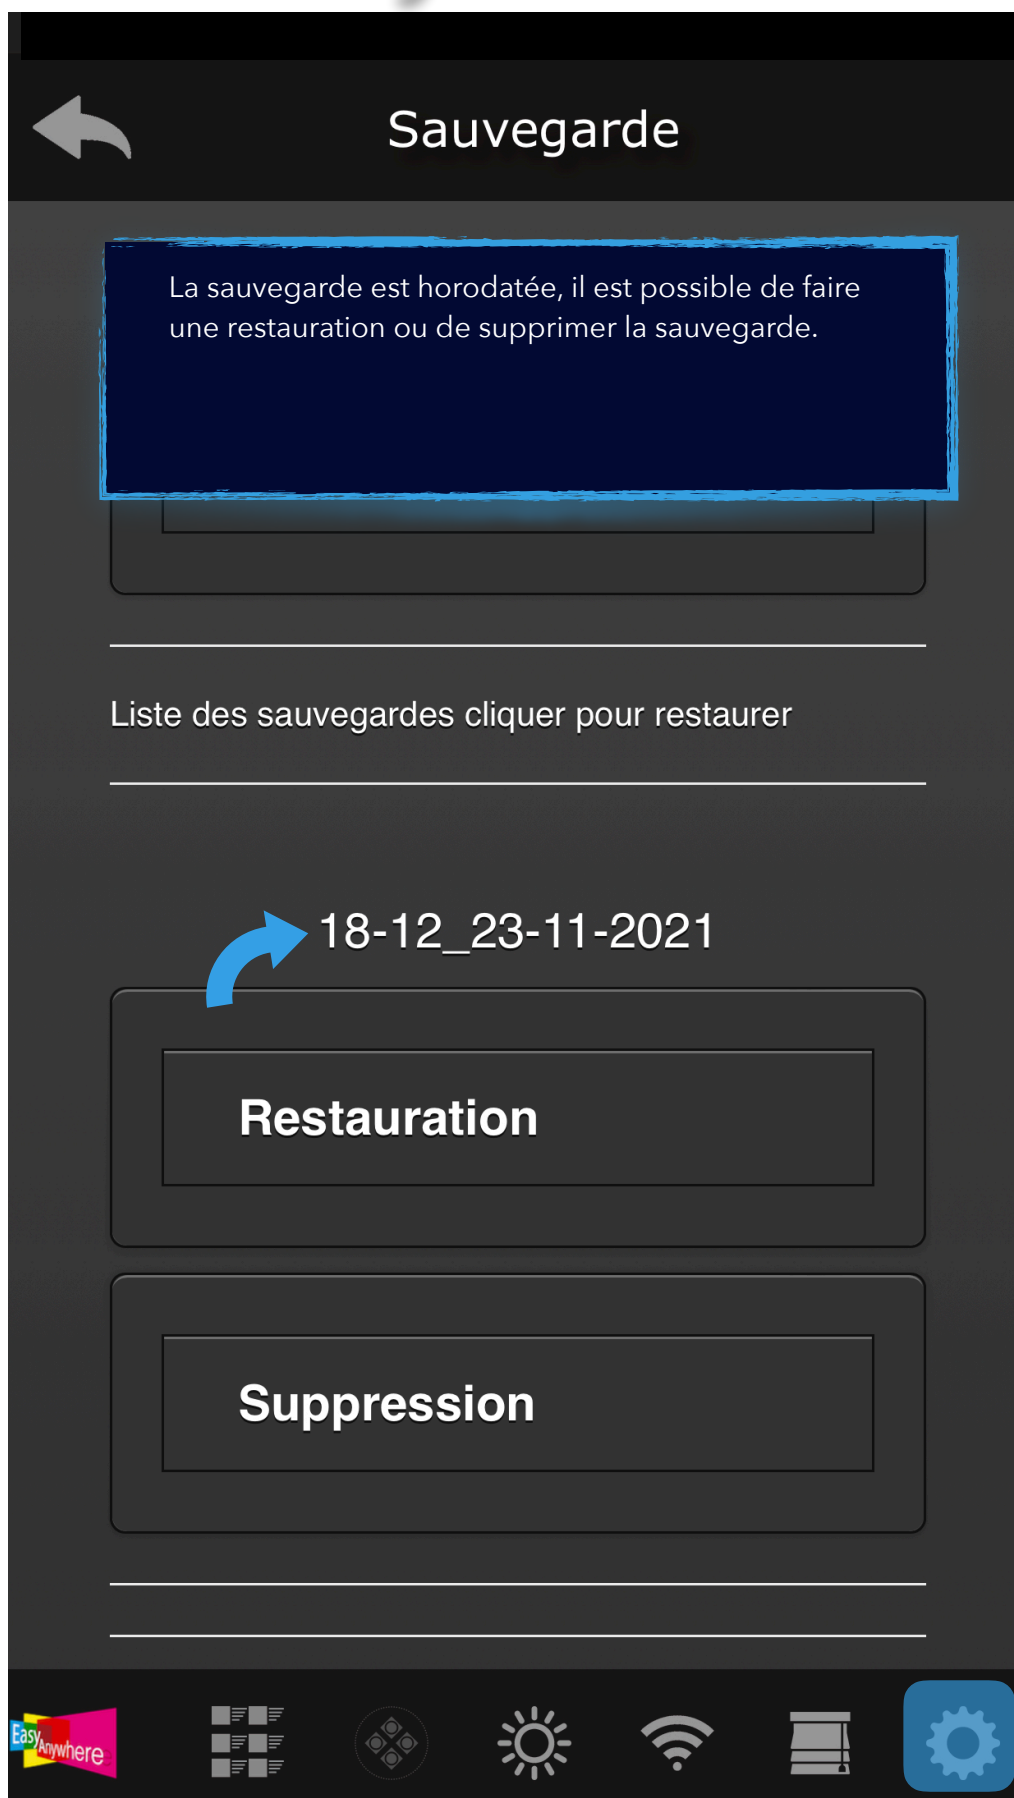 Sauvegarde
La sauvegarde est horodatée, il est possible de faire
une restauration ou de supprimer la sauvegarde.
Liste des sauvegardes cliquer pour restaurer
18-12_23-11-2021
Restauration
Suppression
Easy
Anywhere